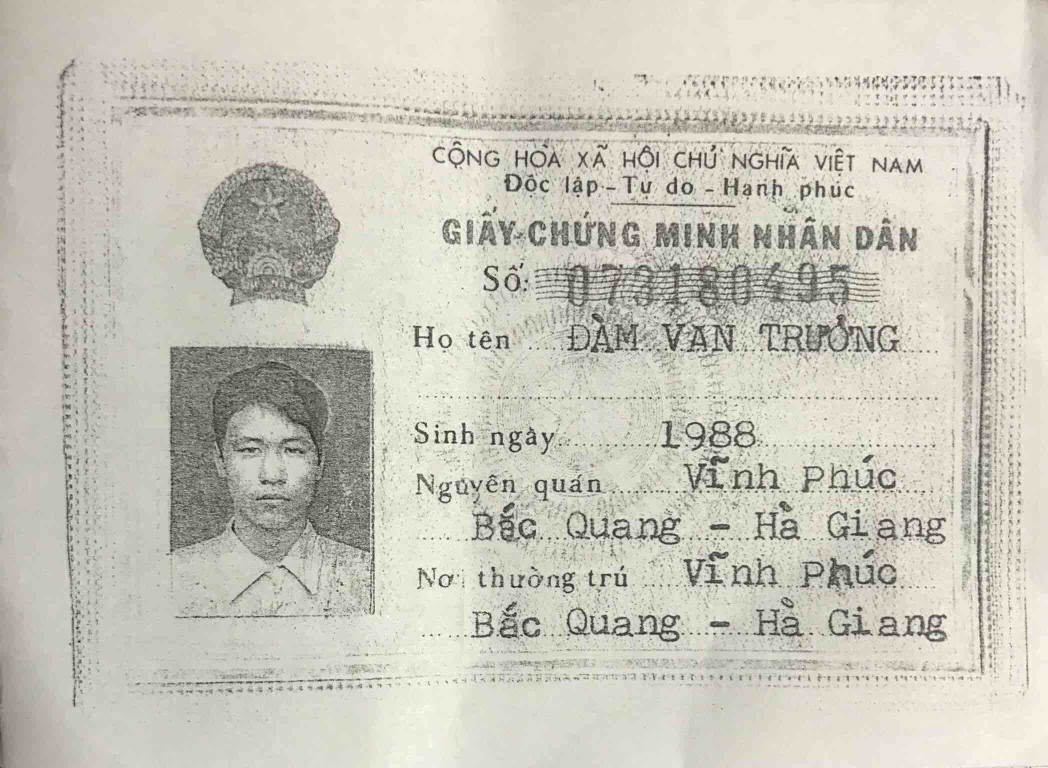 CỘNG HÒA XÃ HỘI CHỦ NGHĨA VIỆT NAM
Độc lập - Tự do - Hạnh phúc
GIẤY CHỨNG MINH NHÂN DÂN
Số: 073180495
Họ tên ĐÀM VĂN TRƯỞNG
Sinh ngày 1988
Nguyên quán Vĩnh Phúc
Bắc Quang - Hà Giang
Nơi thường trú Vĩnh Phúc
Bắc Quang - Hà Giang